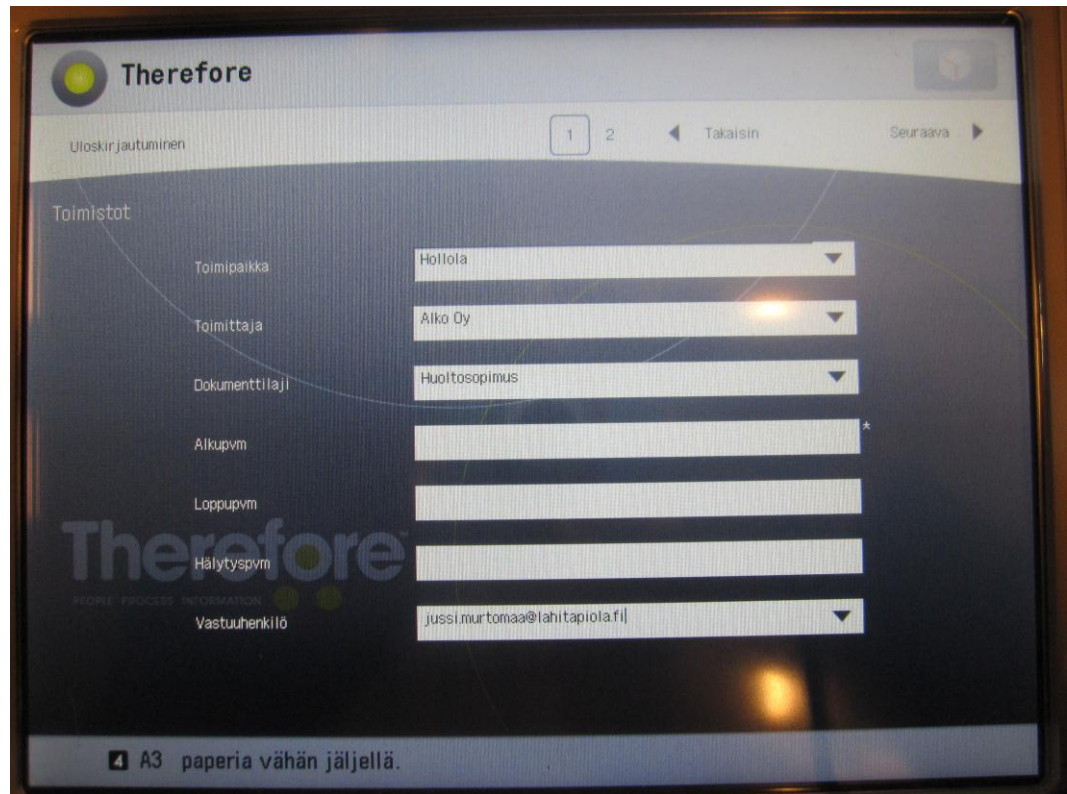 Therefore
Uloskirjautuminen
1 2 Takaisin Seuraava
Toimistot
Toimipaikka Hollola
Toimittaja Alko Oy
Dokumenttilaji Huoltosopimus
Alkupvm *
Loppupvm
Therefore
Hälytyspvm
PEOPLE PROCESS INFORMATION
Vastuuhenkilö jussi.murtomaa@lahitapiola.fi
4 A3 paperia vähän jäljellä.